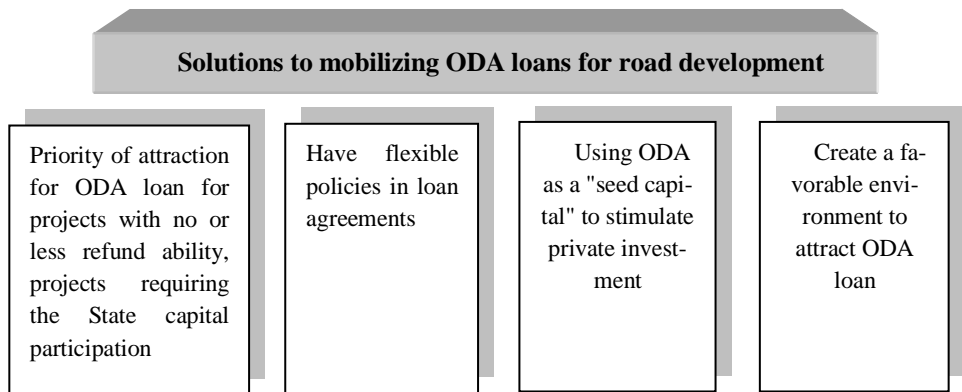 Solutions to mobilizing ODA loans for road development
Priority of attraction
for ODA loan for
projects with no or
less refund ability,
projects requiring
the State capital
participation
Have flexible
policies in loan
agreements
Using ODA
as a "seed capi-
tal" to stimulate
private invest-
ment
Create a fa-
vorable envi-
ronment to
attract ODA
loan